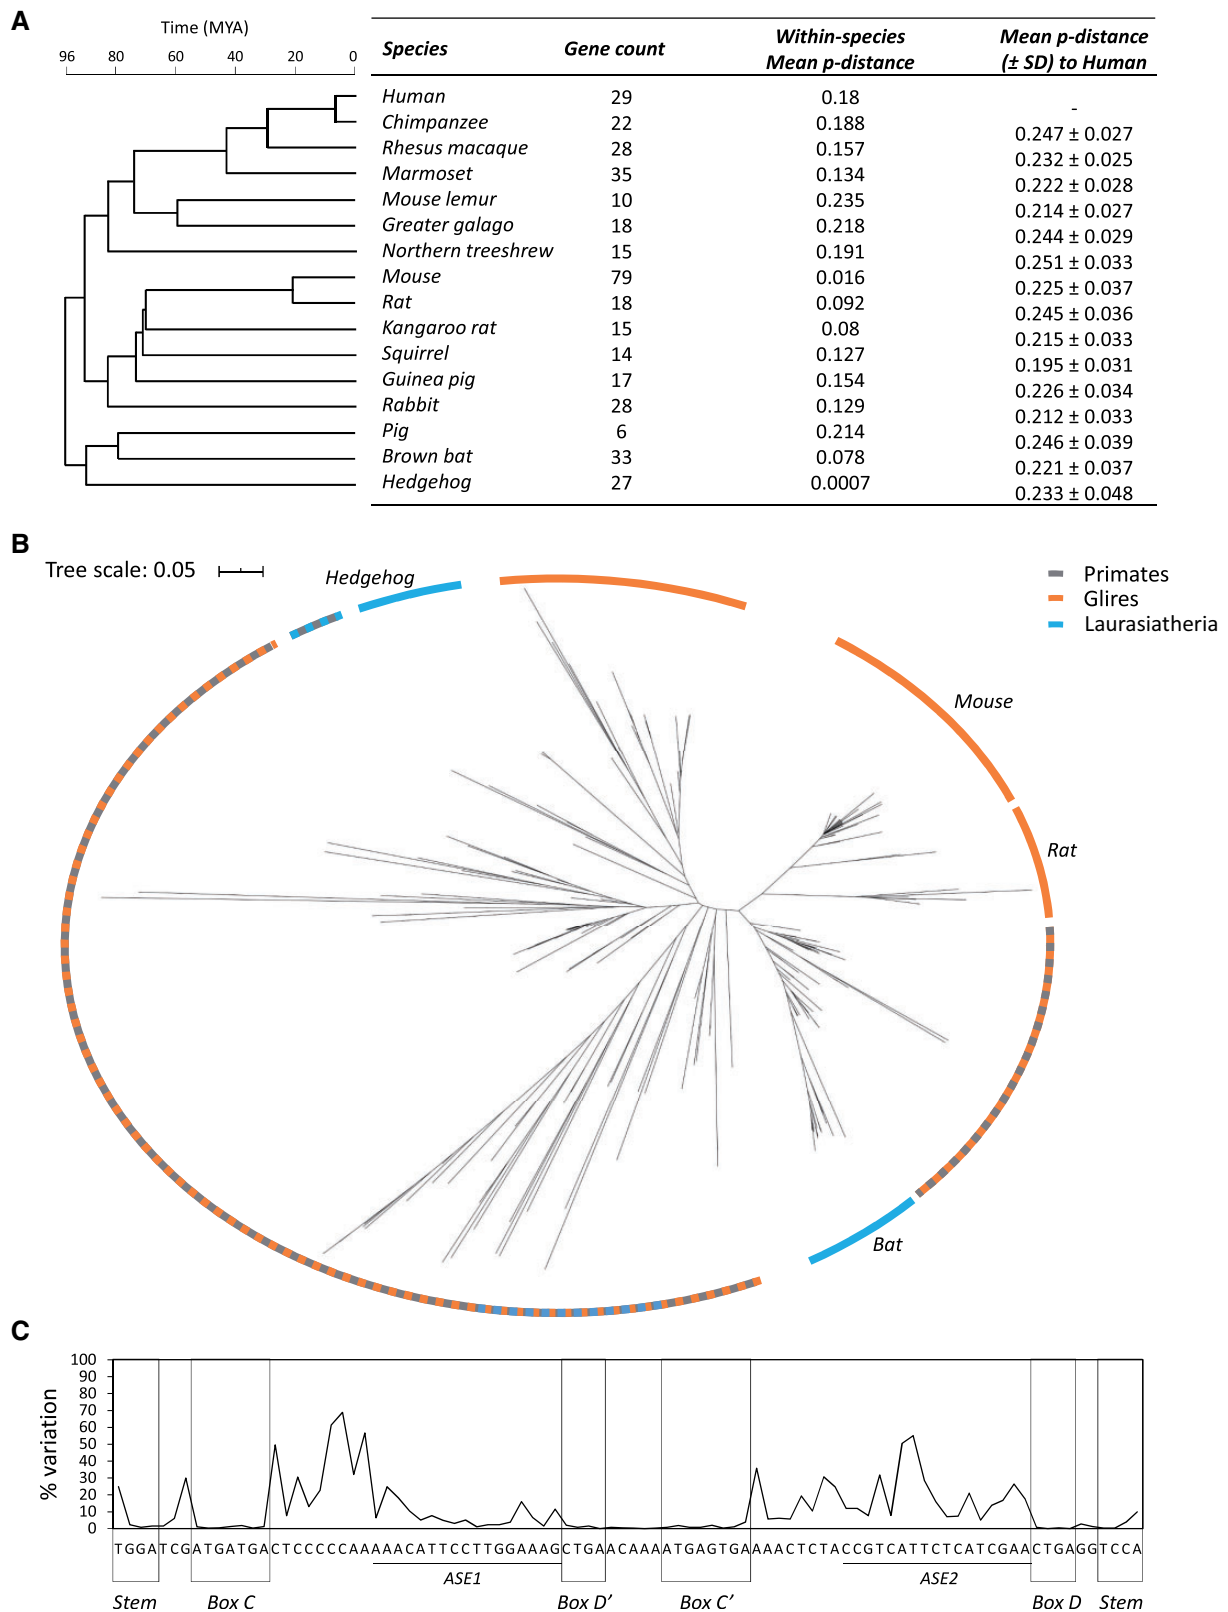 A
Time (MYA)
96 80 60 40 20 0
Species Gene count Within-species Mean p-distance Mean p-distance (± SD) to Human
Human 29 0.18 -
Chimpanzee 22 0.188 0.247 ± 0.027
Rhesus macaque 28 0.157 0.232 ± 0.025
Marmoset 35 0.134 0.222 ± 0.028
Mouse lemur 10 0.235 0.214 ± 0.027
Greater galago 18 0.218 0.244 ± 0.029
Northern treeshrew 15 0.191 0.251 ± 0.033
Mouse 79 0.016 0.225 ± 0.037
Rat 18 0.092 0.245 ± 0.036
Kangaroo rat 15 0.08 0.215 ± 0.033
Squirrel 14 0.127 0.195 ± 0.031
Guinea pig 17 0.154 0.226 ± 0.034
Rabbit 28 0.129 0.212 ± 0.033
Pig 6 0.214 0.246 ± 0.039
Brown bat 33 0.078 0.221 ± 0.037
Hedgehog 27 0.0007 0.233 ± 0.048
B
Tree scale: 0.05
Hedgehog
Primates
Glires
Laurasiatheria
Mouse
Rat
Bat
C
% variation
100
90
80
70
60
50
40
30
20
10
0
TGGATCGATGATGACTCCCCCAAAAACATTCCTTGGAAAGCTGAACAAAATGAGTGAAAACTCTACCGTCATTCTCATCGAACTGAGGTCCA
ASE1 ASE2
Stem Box C Box D’ Box C’ Box D Stem